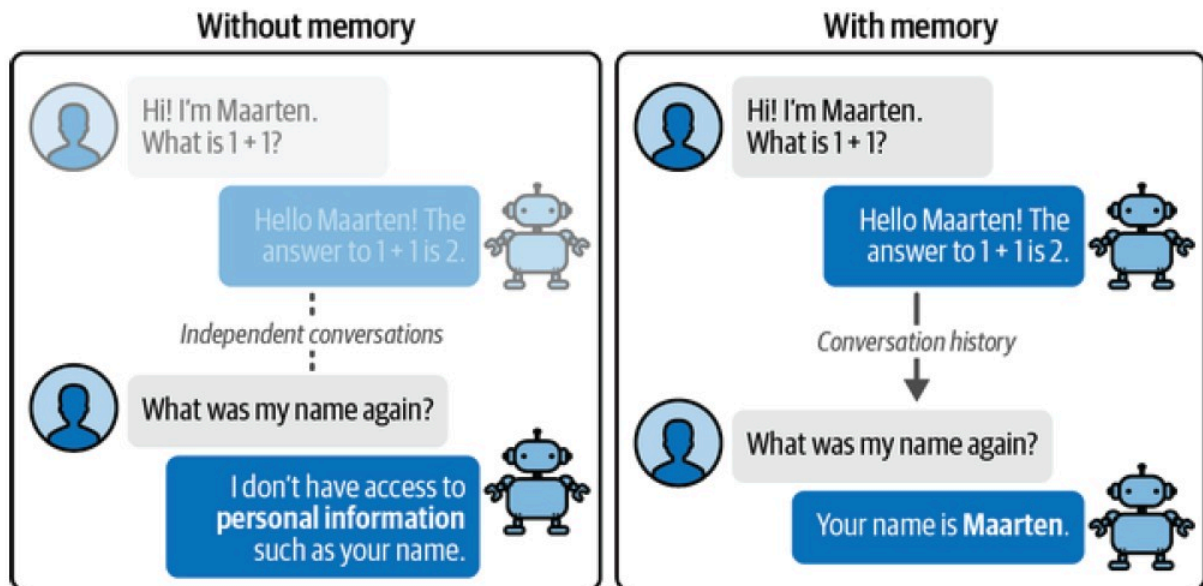 Without memory
Hi! I'm Maarten.
What is 1 + 1?
Hello Maarten! The
answer to 1 + 1 is 2.
Independent conversations
What was my name again?
I don't have access to
personal information
such as your name.
With memory
Hi! I'm Maarten.
What is 1 + 1?
Hello Maarten! The
answer to 1 + 1 is 2.
Conversation history
What was my name again?
Your name is Maarten.